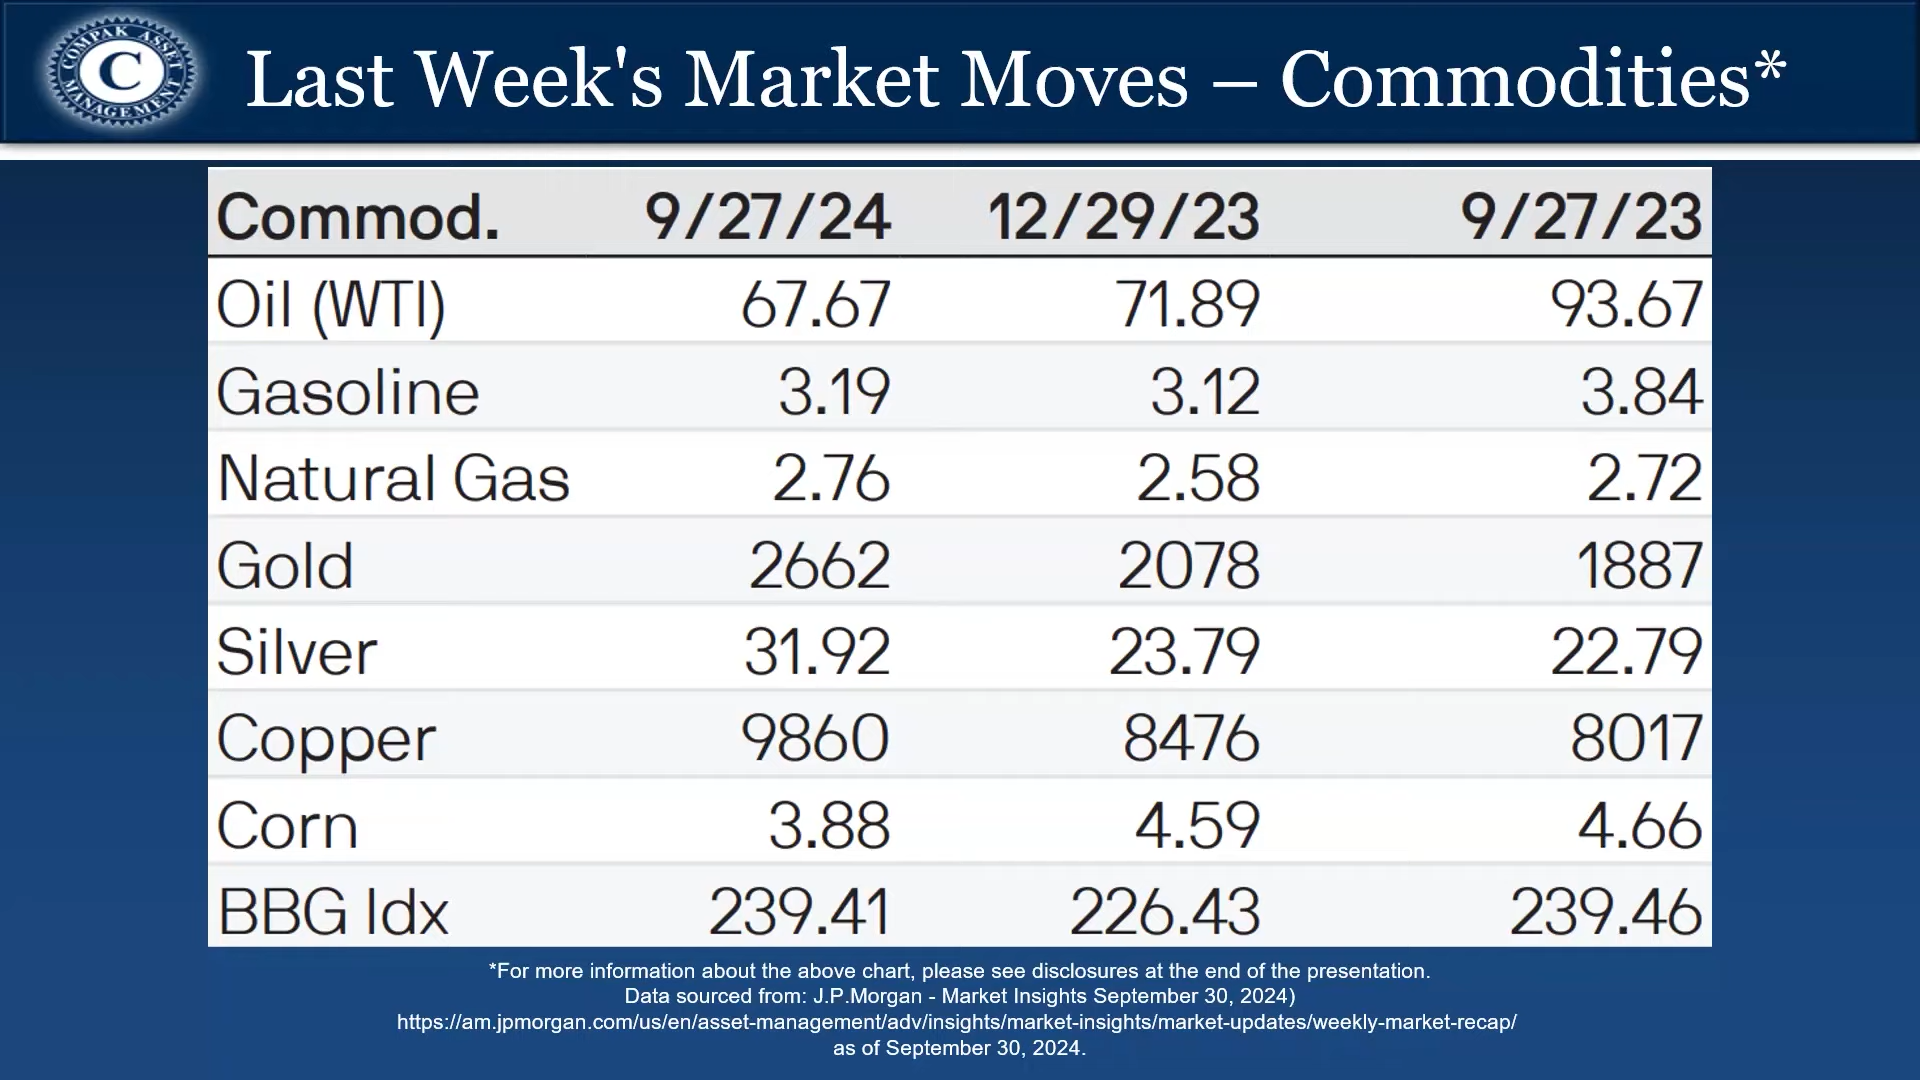 COMPAK ASSET
C
MANAGEMENT
Last Week's Market Moves – Commodities*
Commod. 9/27/24 12/29/23 9/27/23
Oil (WTI) 67.67 71.89 93.67
Gasoline 3.19 3.12 3.84
Natural Gas 2.76 2.58 2.72
Gold 2662 2078 1887
Silver 31.92 23.79 22.79
Copper 9860 8476 8017
Corn 3.88 4.59 4.66
BBG Idx 239.41 226.43 239.46
*For more information about the above chart, please see disclosures at the end of the presentation.
Data sourced from: J.P.Morgan - Market Insights September 30, 2024)
https://am.jpmorgan.com/us/en/asset-management/adv/insights/market-insights/market-updates/weekly-market-recap/
as of September 30, 2024.